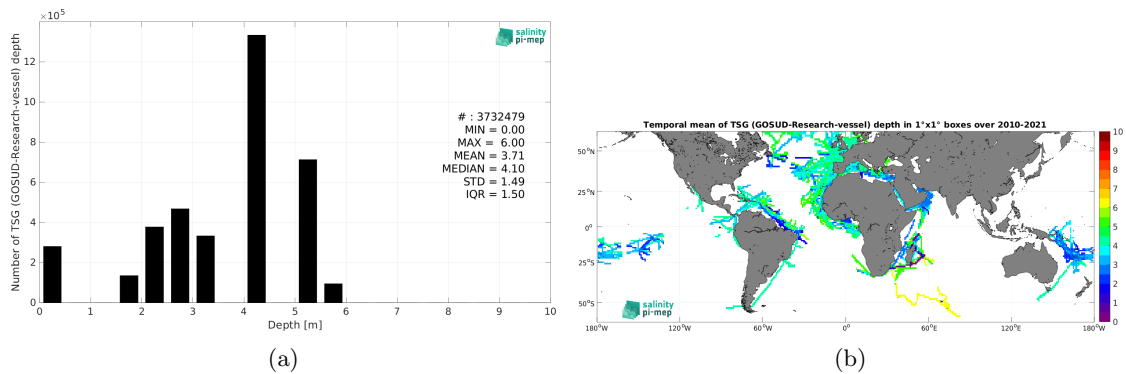 ×10⁵
salinity
pi-mep
12
10
8
6
4
2
0
Number of TSG (GOSUD-Research-vessel) depth
# : 3732479
MIN = 0.00
MAX = 6.00
MEAN = 3.71
MEDIAN = 4.10
STD = 1.49
IQR = 1.50
0 1 2 3 4 5 6 7 8 9 10
Depth [m]
(a)
Temporal mean of TSG (GOSUD-Research-vessel) depth in 1°x1° boxes over 2010-2021
50°N
25°N
0°
25°S
50°S
salinity
pi-mep
180°W 120°W 60°W 0° 60°E 120°E 180°W
10
9
8
7
6
5
4
3
2
1
0
(b)